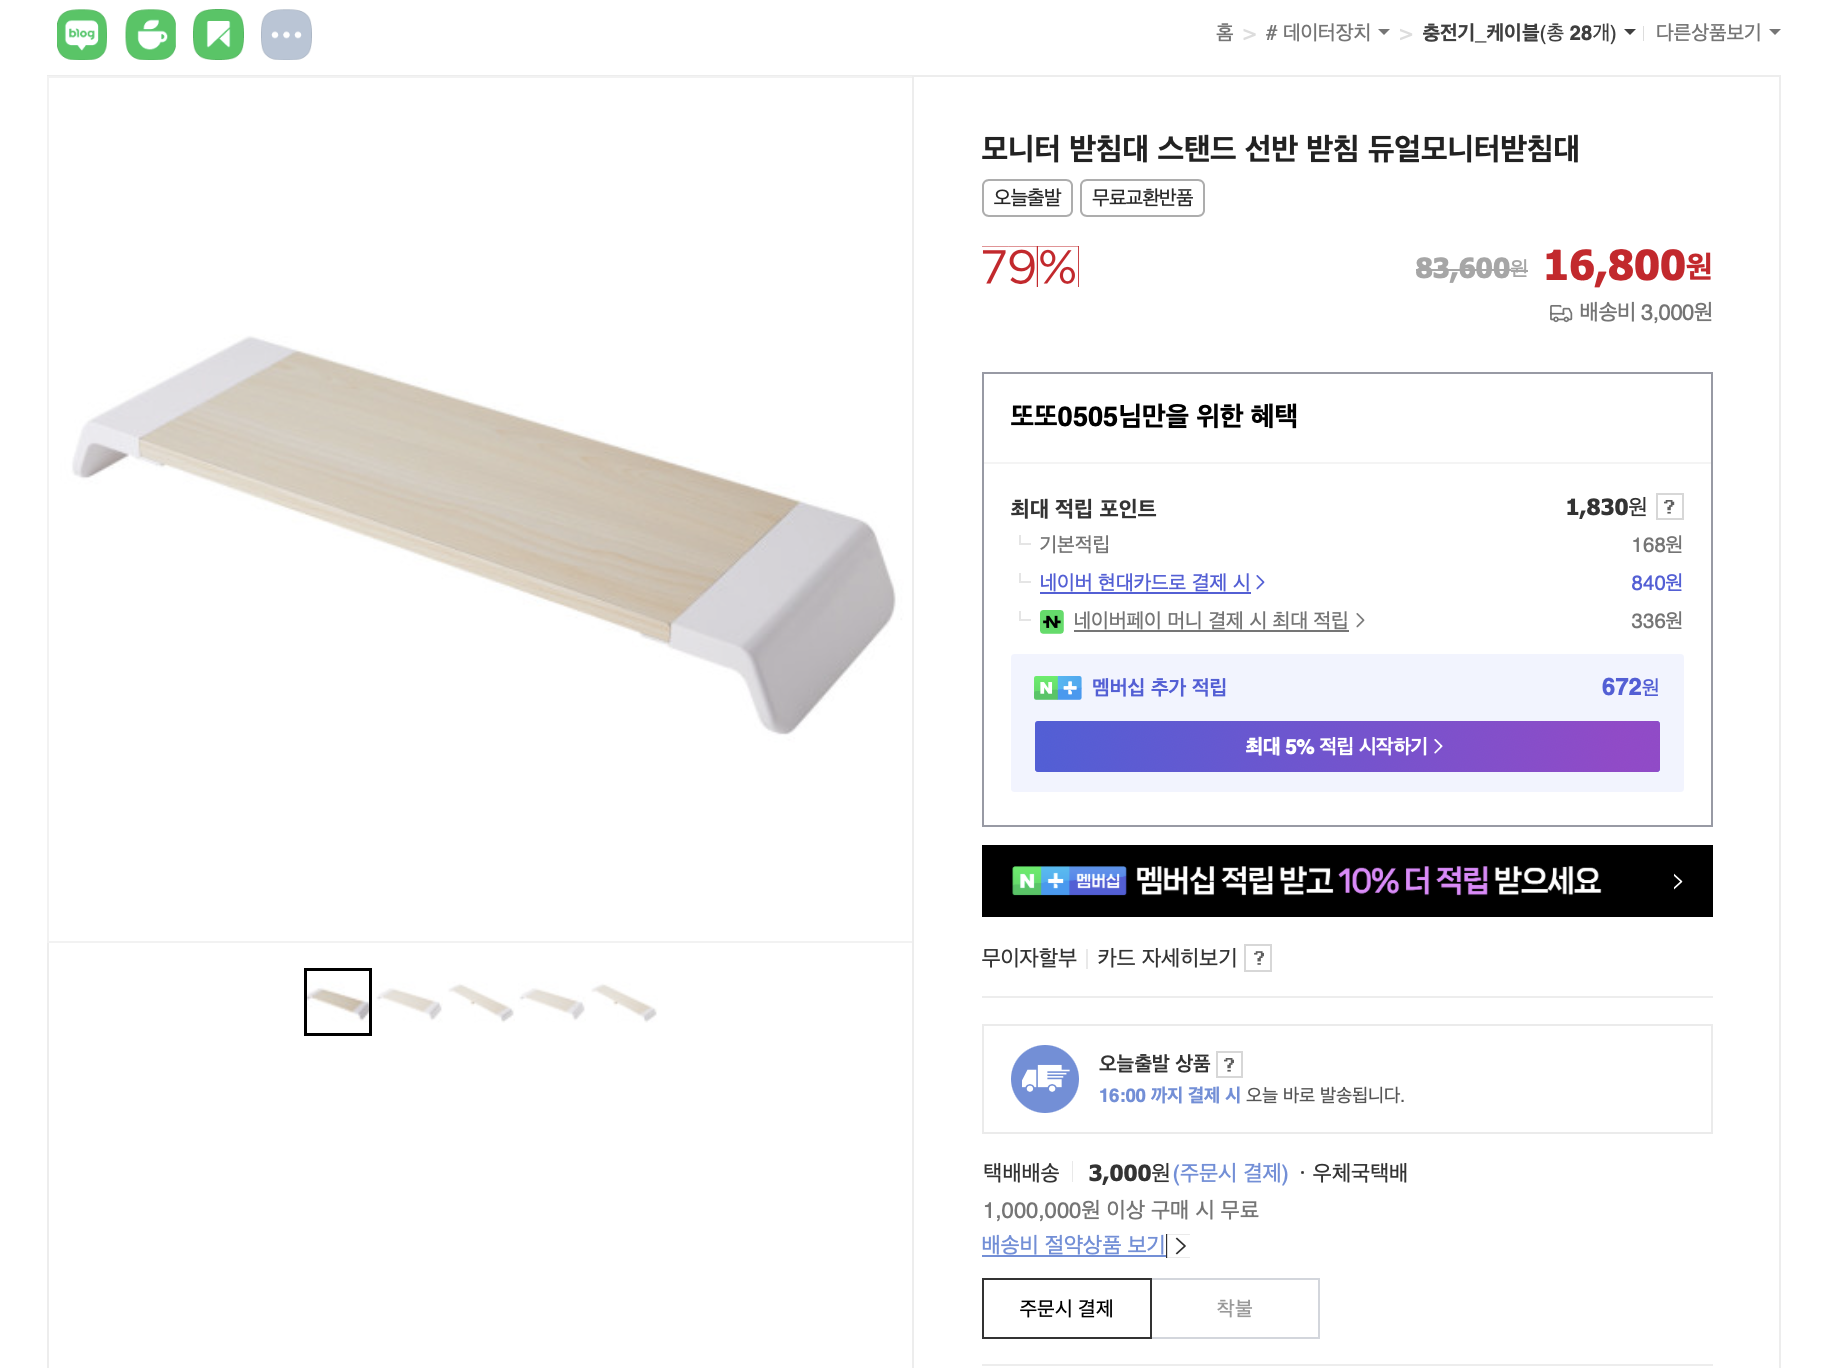 blog
홈 > # 데이터장치 > 충전기_케이블(총 28개) 다른상품보기
모니터 받침대 스탠드 선반 받침 듀얼모니터받침대
오늘출발 무료교환반품
79% 83,600원 16,800원
배송비 3,000원
또또0505님만을 위한 혜택
최대 적립 포인트 1,830원 ?
기본적립 168원
네이버 현대카드로 결제 시 > 840원
N 네이버페이 머니 결제 시 최대 적립 > 336원
N + 멤버십 추가 적립 672원
최대 5% 적립 시작하기 >
N + 멤버십 멤버십 적립 받고 10% 더 적립 받으세요 >
무이자할부 카드 자세히보기 ?
오늘출발 상품 ?
16:00 까지 결제 시 오늘 바로 발송됩니다.
택배배송 3,000원(주문시 결제) · 우체국택배
1,000,000원 이상 구매 시 무료
배송비 절약상품 보기 >
주문시 결제 착불